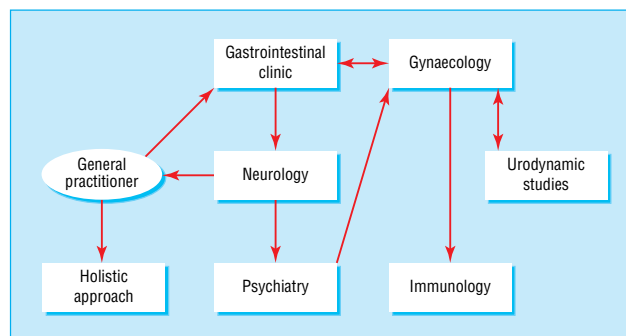 Gastrointestinal
clinic
Gynaecology
General
practitioner
Neurology
Urodynamic
studies
Holistic
approach
Psychiatry
Immunology